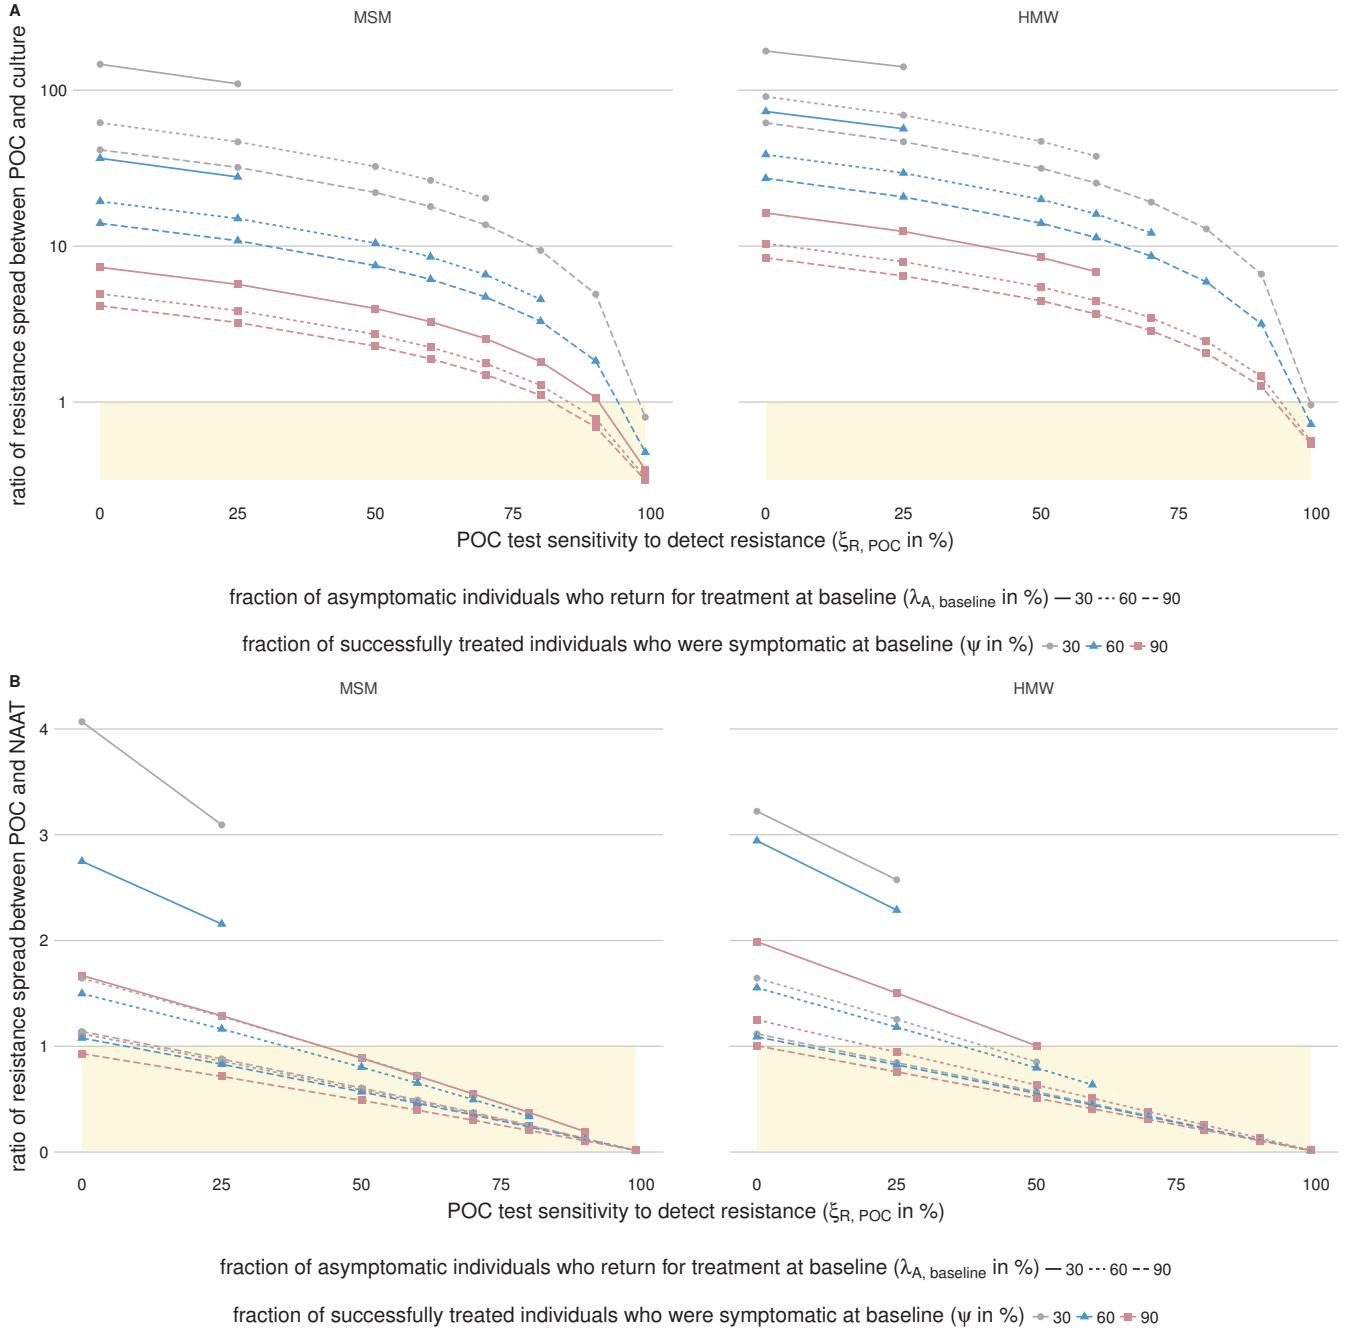 A
MSM
HMW
ratio of resistance spread between POC and culture
100
10
1
0 25 50 75 100
0 25 50 75 100
POC test sensitivity to detect resistance (ξR, POC in %)
fraction of asymptomatic individuals who return for treatment at baseline (λA, baseline in %) 30 60 90
fraction of successfully treated individuals who were symptomatic at baseline (ψ in %) 30 60 90
B
MSM
HMW
ratio of resistance spread between POC and NAAT
4
3
2
1
0
0 25 50 75 100
0 25 50 75 100
POC test sensitivity to detect resistance (ξR, POC in %)
fraction of asymptomatic individuals who return for treatment at baseline (λA, baseline in %) 30 60 90
fraction of successfully treated individuals who were symptomatic at baseline (ψ in %) 30 60 90